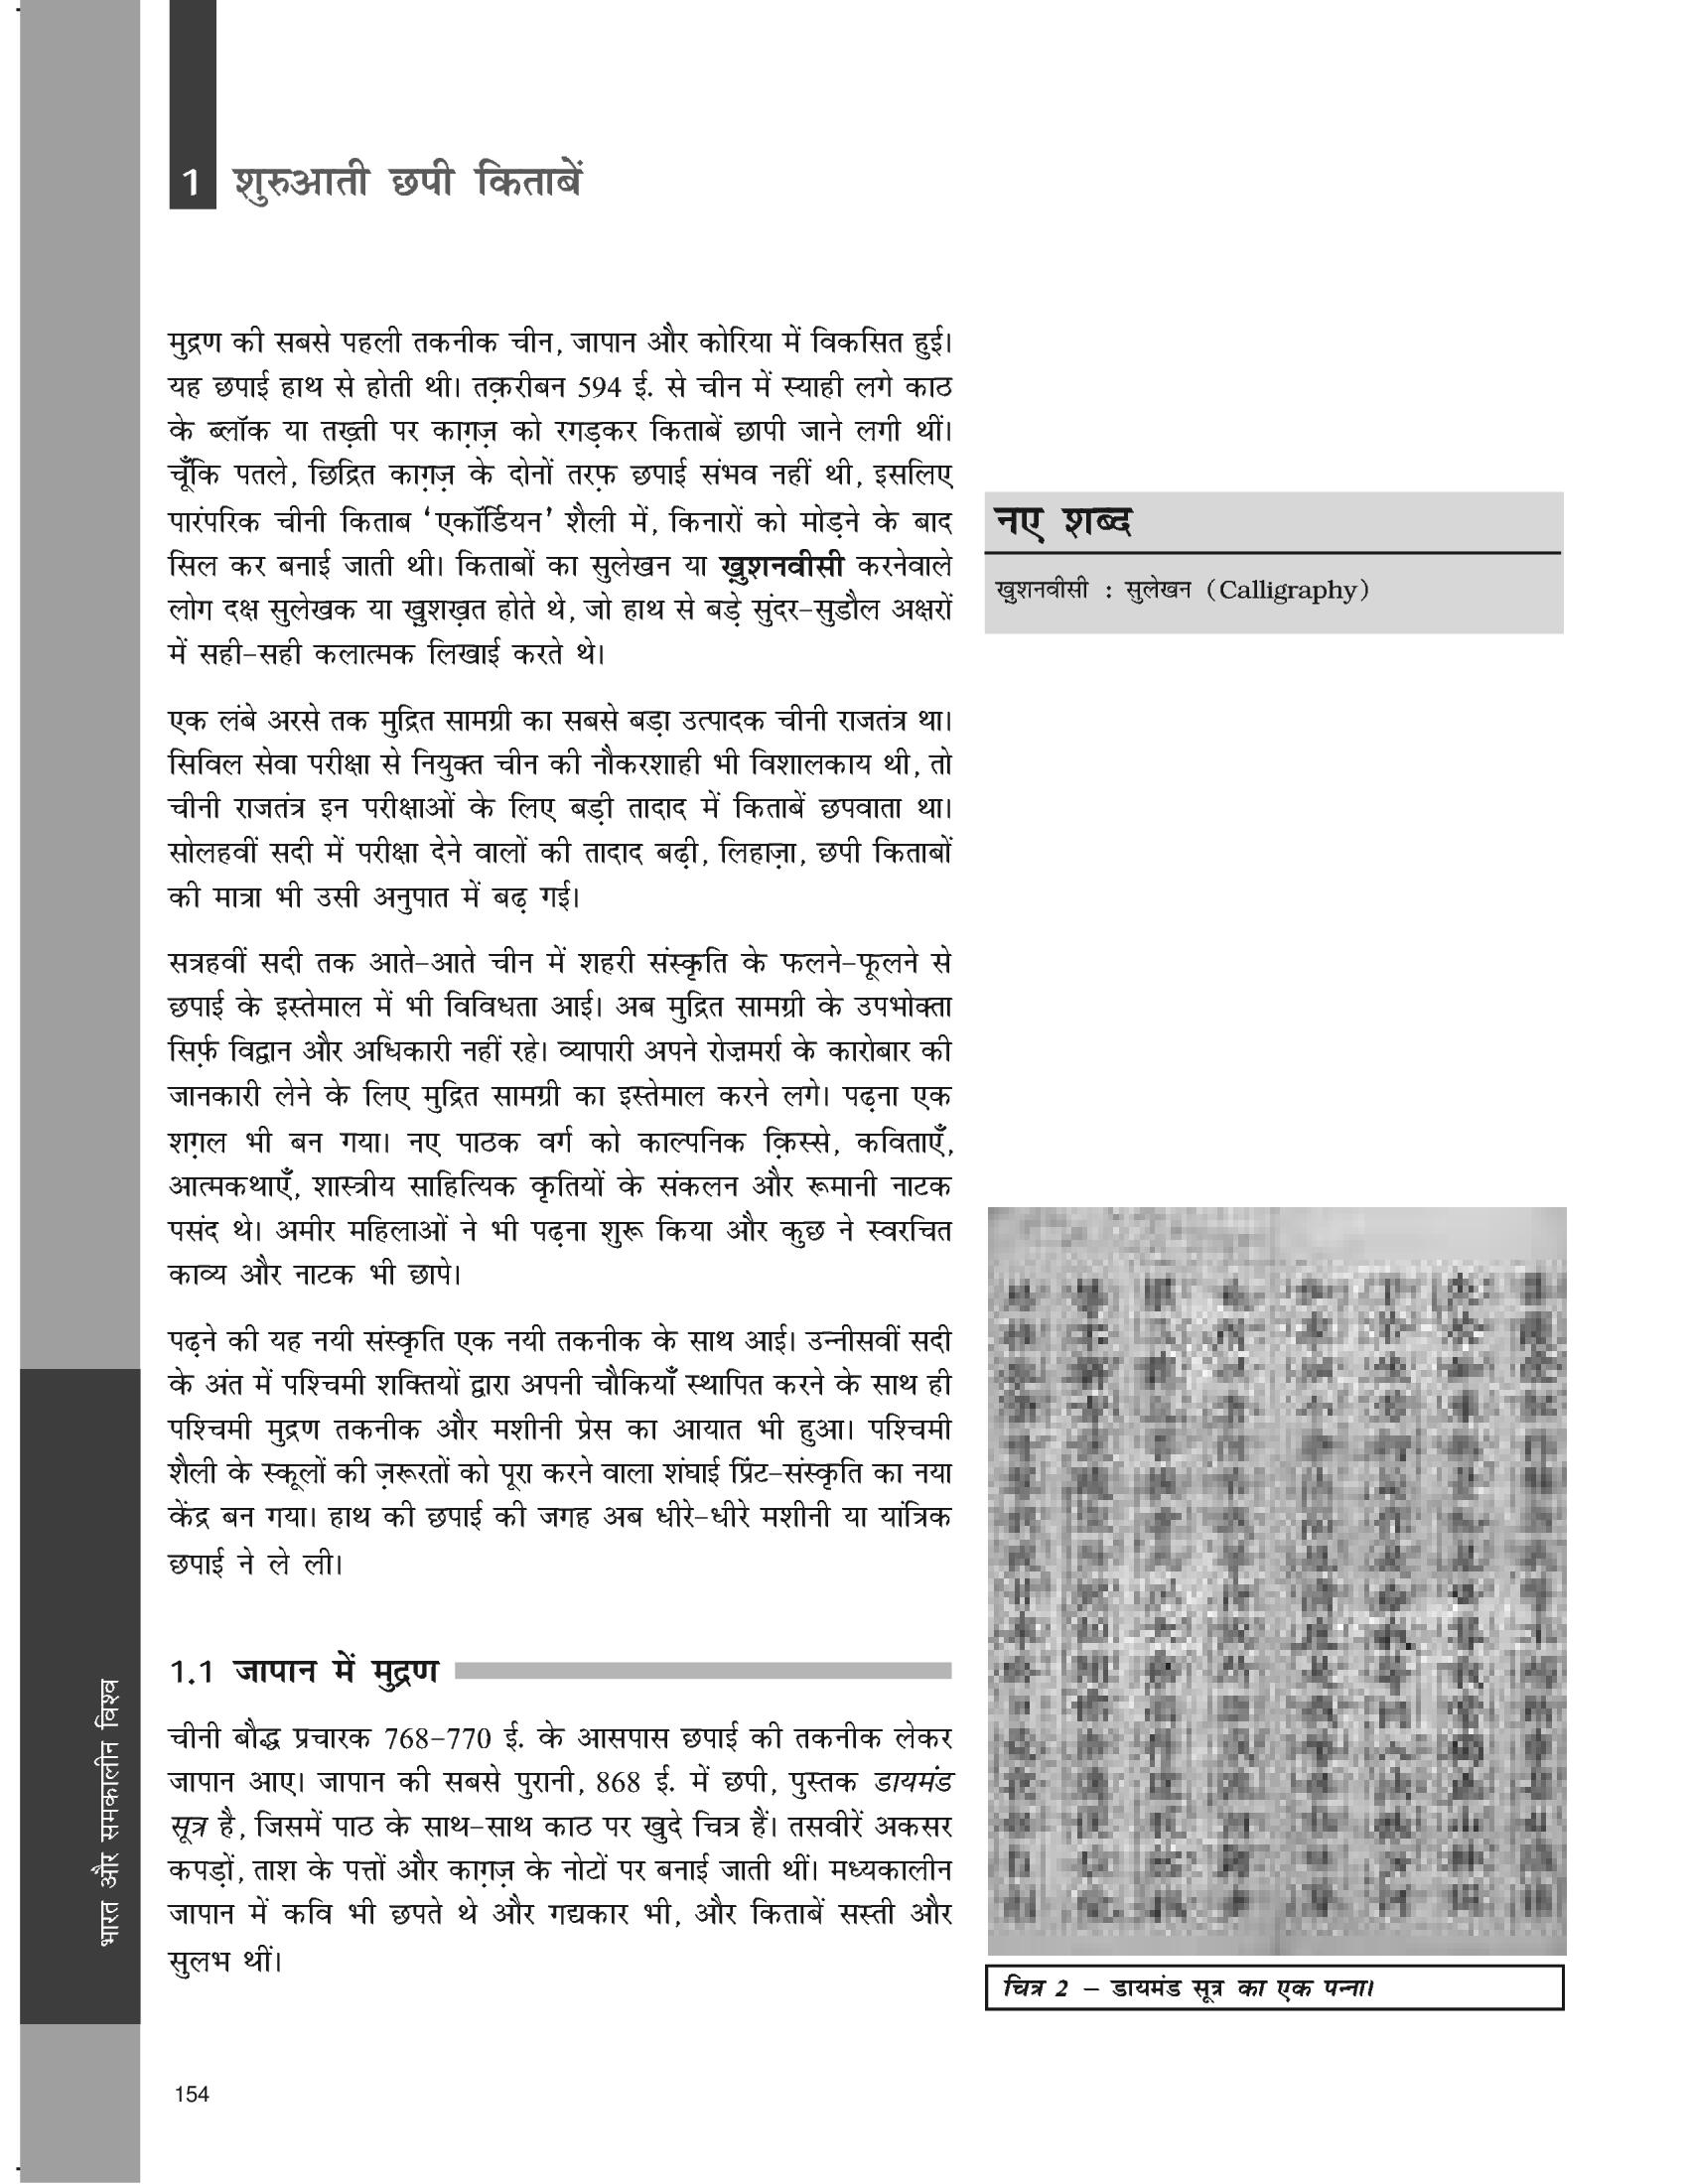 1 शुरुआती छपी किताबें
मुद्रण की सबसे पहली तकनीक चीन, जापान और कोरिया में विकसित हुई।
यह छपाई हाथ से होती थी। तक़रीबन 594 ई. से चीन में स्याही लगे काठ
के ब्लॉक या तख़्ती पर काग़ज़ को रगड़कर किताबें छापी जाने लगी थीं।
चूँकि पतले, छिद्रित काग़ज़ के दोनों तरफ़ छपाई संभव नहीं थी, इसलिए
पारंपरिक चीनी किताब ‘एकॉर्डियन’ शैली में, किनारों को मोड़ने के बाद
सिल कर बनाई जाती थी। किताबों का सुलेखन या ख़ुशनवीसी करनेवाले
लोग दक्ष सुलेखक या ख़ुशख़त होते थे, जो हाथ से बड़े सुंदर-सुडौल अक्षरों
में सही-सही कलात्मक लिखाई करते थे।
एक लंबे अरसे तक मुद्रित सामग्री का सबसे बड़ा उत्पादक चीनी राजतंत्र था।
सिविल सेवा परीक्षा से नियुक्त चीन की नौकरशाही भी विशालकाय थी, तो
चीनी राजतंत्र इन परीक्षाओं के लिए बड़ी तादाद में किताबें छपवाता था।
सोलहवीं सदी में परीक्षा देने वालों की तादाद बढ़ी, लिहाज़ा, छपी किताबों
की मात्रा भी उसी अनुपात में बढ़ गई।
सत्रहवीं सदी तक आते-आते चीन में शहरी संस्कृति के फलने-फूलने से
छपाई के इस्तेमाल में भी विविधता आई। अब मुद्रित सामग्री के उपभोक्ता
सिर्फ़ विद्वान और अधिकारी नहीं रहे। व्यापारी अपने रोज़मर्रा के कारोबार की
जानकारी लेने के लिए मुद्रित सामग्री का इस्तेमाल करने लगे। पढ़ना एक
शग़ल भी बन गया। नए पाठक वर्ग को काल्पनिक क़िस्से, कविताएँ,
आत्मकथाएँ, शास्त्रीय साहित्यिक कृतियों के संकलन और रूमानी नाटक
पसंद थे। अमीर महिलाओं ने भी पढ़ना शुरू किया और कुछ ने स्वरचित
काव्य और नाटक भी छापे।
पढ़ने की यह नयी संस्कृति एक नयी तकनीक के साथ आई। उन्नीसवीं सदी
के अंत में पश्चिमी शक्तियों द्वारा अपनी चौकियाँ स्थापित करने के साथ ही
पश्चिमी मुद्रण तकनीक और मशीनी प्रेस का आयात भी हुआ। पश्चिमी
शैली के स्कूलों की ज़रूरतों को पूरा करने वाला शंघाई प्रिंट-संस्कृति का नया
केंद्र बन गया। हाथ की छपाई की जगह अब धीरे-धीरे मशीनी या यांत्रिक
छपाई ने ले ली।
1.1 जापान में मुद्रण
चीनी बौद्ध प्रचारक 768-770 ई. के आसपास छपाई की तकनीक लेकर
जापान आए। जापान की सबसे पुरानी, 868 ई. में छपी, पुस्तक डायमंड
सूत्र है, जिसमें पाठ के साथ-साथ काठ पर खुदे चित्र हैं। तसवीरें अकसर
कपड़ों, ताश के पत्तों और काग़ज़ के नोटों पर बनाई जाती थीं। मध्यकालीन
जापान में कवि भी छपते थे और गद्यकार भी, और किताबें सस्ती और
सुलभ थीं।
नए शब्द
ख़ुशनवीसी : सुलेखन (Calligraphy)
चित्र 2 – डायमंड सूत्र का एक पन्ना।
भारत और समकालीन विश्व
154